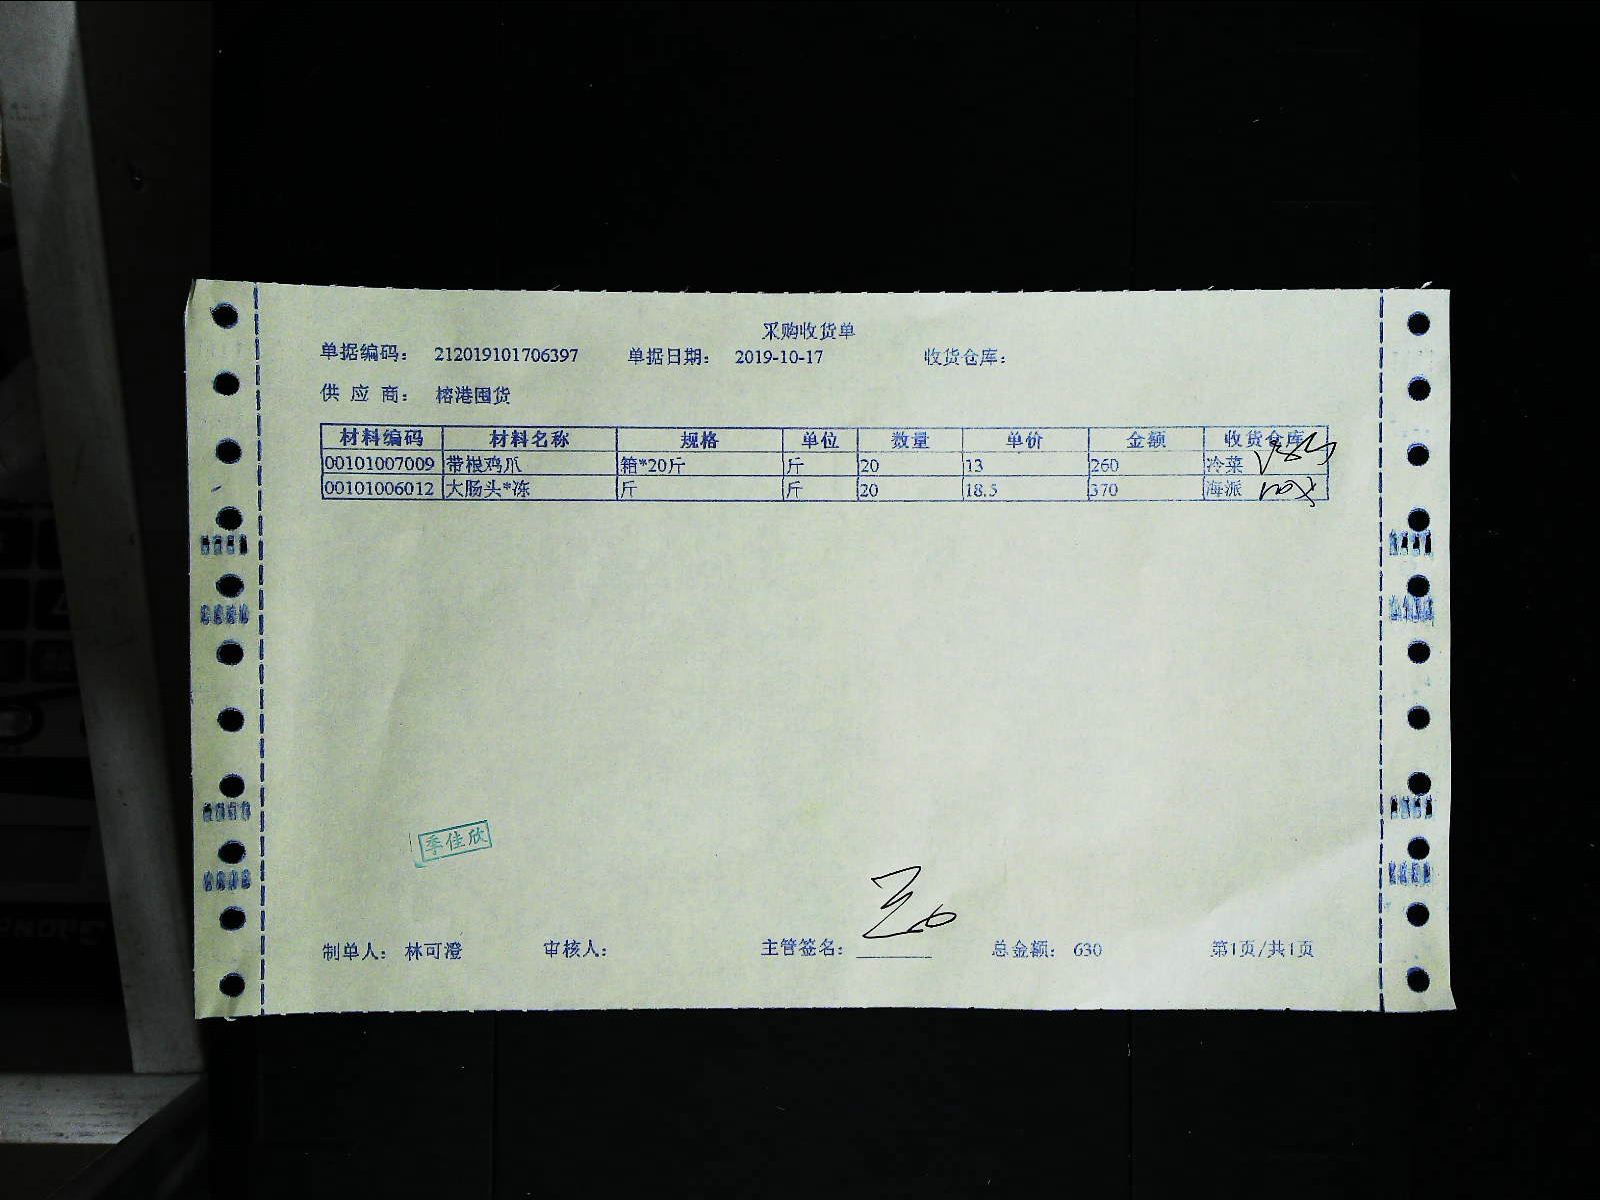 采购收货单
单据编码： 212019101706397 单据日期： 2019-10-17 收货仓库：
供 应 商： 榕港囤货
材料编码 材料名称 规格 单位 数量 单价 金额 收货仓库
00101007009 带根鸡爪 箱*20斤 斤 20 13 260 冷菜
00101006012 大肠头*冻 斤 斤 20 18.5 370 海派
季佳欣
制单人： 林可澄 审核人： 主管签名： 总金额： 630 第1页/共1页